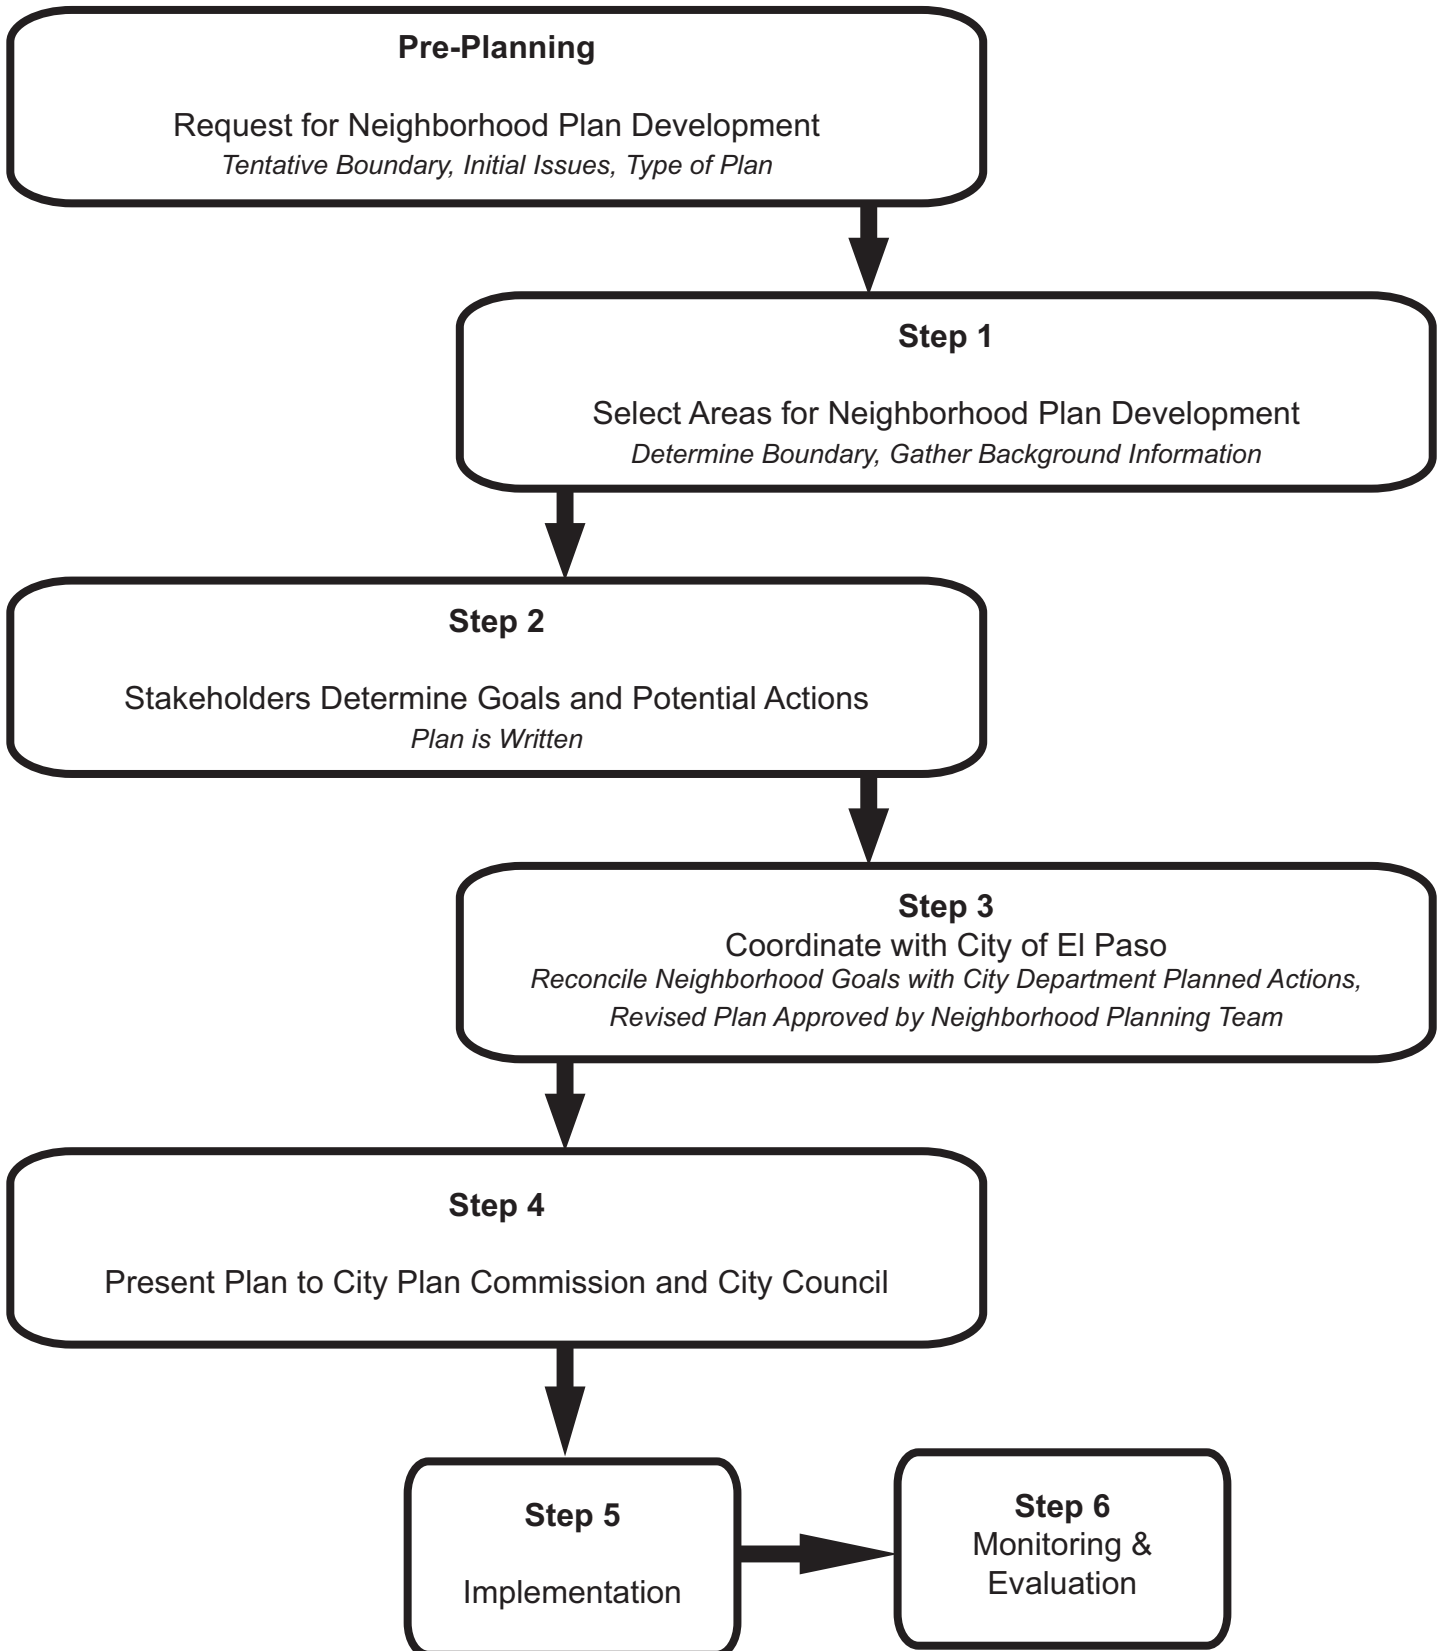 Pre-Planning
Request for Neighborhood Plan Development
Tentative Boundary, Initial Issues, Type of Plan
Step 1
Select Areas for Neighborhood Plan Development
Determine Boundary, Gather Background Information
Step 2
Stakeholders Determine Goals and Potential Actions
Plan is Written
Step 3
Coordinate with City of El Paso
Reconcile Neighborhood Goals with City Department Planned Actions,
Revised Plan Approved by Neighborhood Planning Team
Step 4
Present Plan to City Plan Commission and City Council
Step 5
Implementation
Step 6
Monitoring &
Evaluation